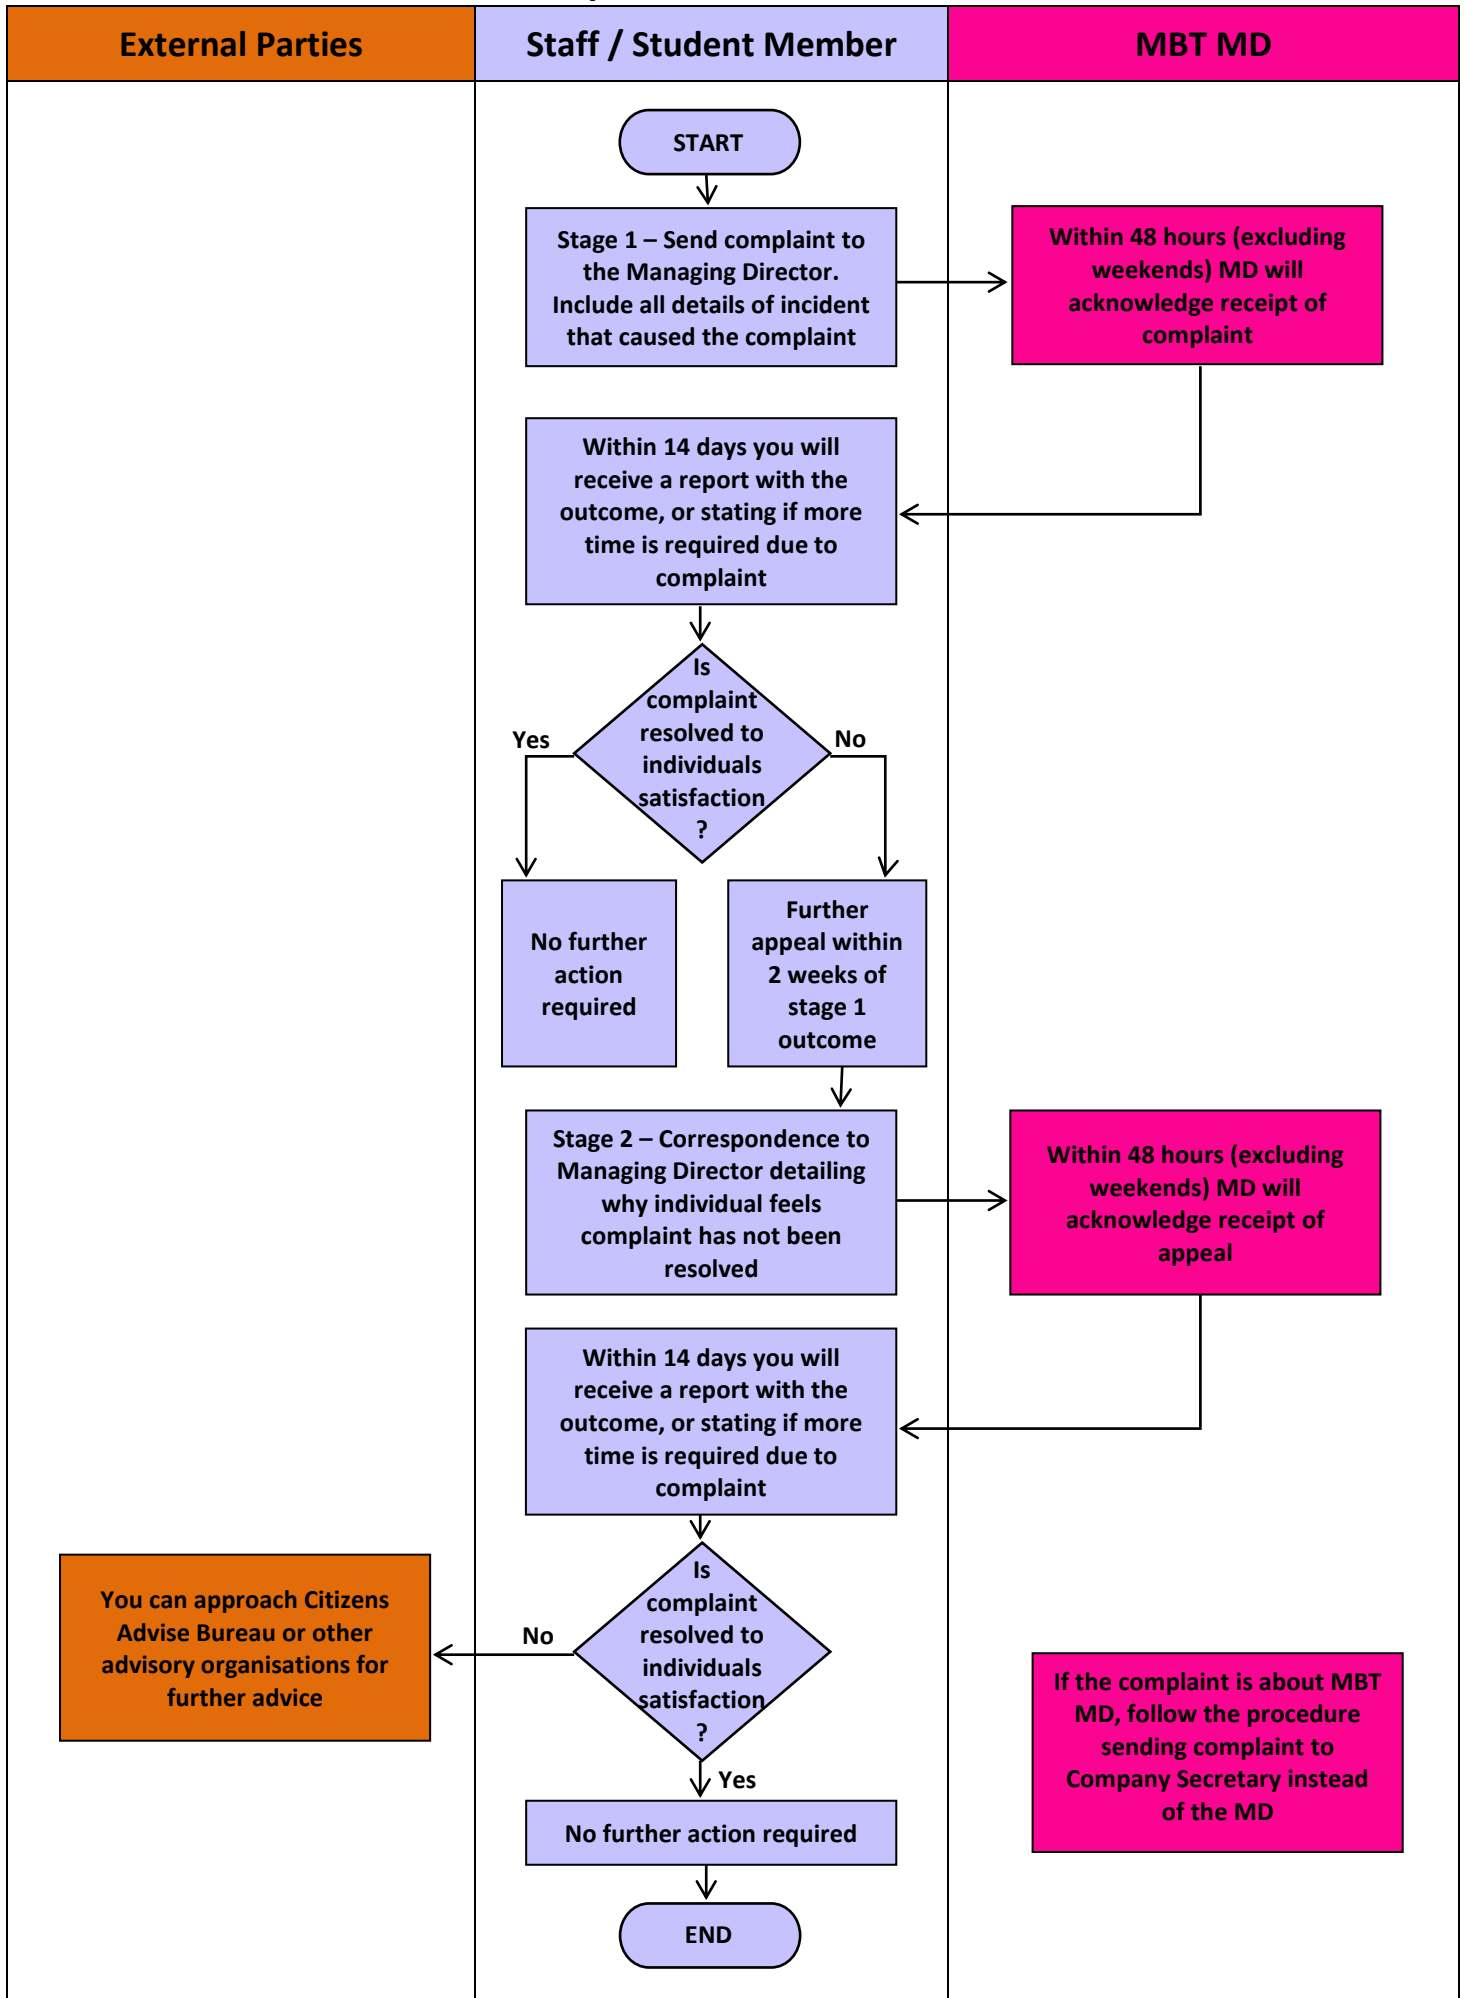 External Parties
Staff / Student Member
MBT MD
START
Stage 1 – Send complaint to
the Managing Director.
Include all details of incident
that caused the complaint
Within 48 hours (excluding
weekends) MD will
acknowledge receipt of
complaint
Within 14 days you will
receive a report with the
outcome, or stating if more
time is required due to
complaint
Is
complaint
resolved to
individuals
satisfaction
?
Yes
No
No further
action
required
Further
appeal within
2 weeks of
stage 1
outcome
Stage 2 – Correspondence to
Managing Director detailing
why individual feels
complaint has not been
resolved
Within 48 hours (excluding
weekends) MD will
acknowledge receipt of
appeal
Within 14 days you will
receive a report with the
outcome, or stating if more
time is required due to
complaint
Is
complaint
resolved to
individuals
satisfaction
?
No
You can approach Citizens
Advise Bureau or other
advisory organisations for
further advice
Yes
If the complaint is about MBT
MD, follow the procedure
sending complaint to
Company Secretary instead
of the MD
No further action required
END